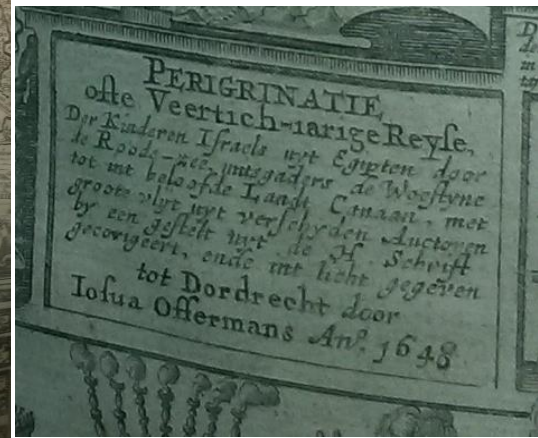 PERIGRINATIE,
ofte Veertich-iarige Reyse,
Der Kinderen Israels uyt Egipten door
de Roode-zee, mitsgaders de Woestyne
tot int beloofde Landt Canaan, met
groote vlyt uyt verschyden Auctoren
by een gestelt uyt de H. Schrift
gecorigeert, ende int licht gegeven
tot Dordrecht door
Iosua Offermans An°. 1648